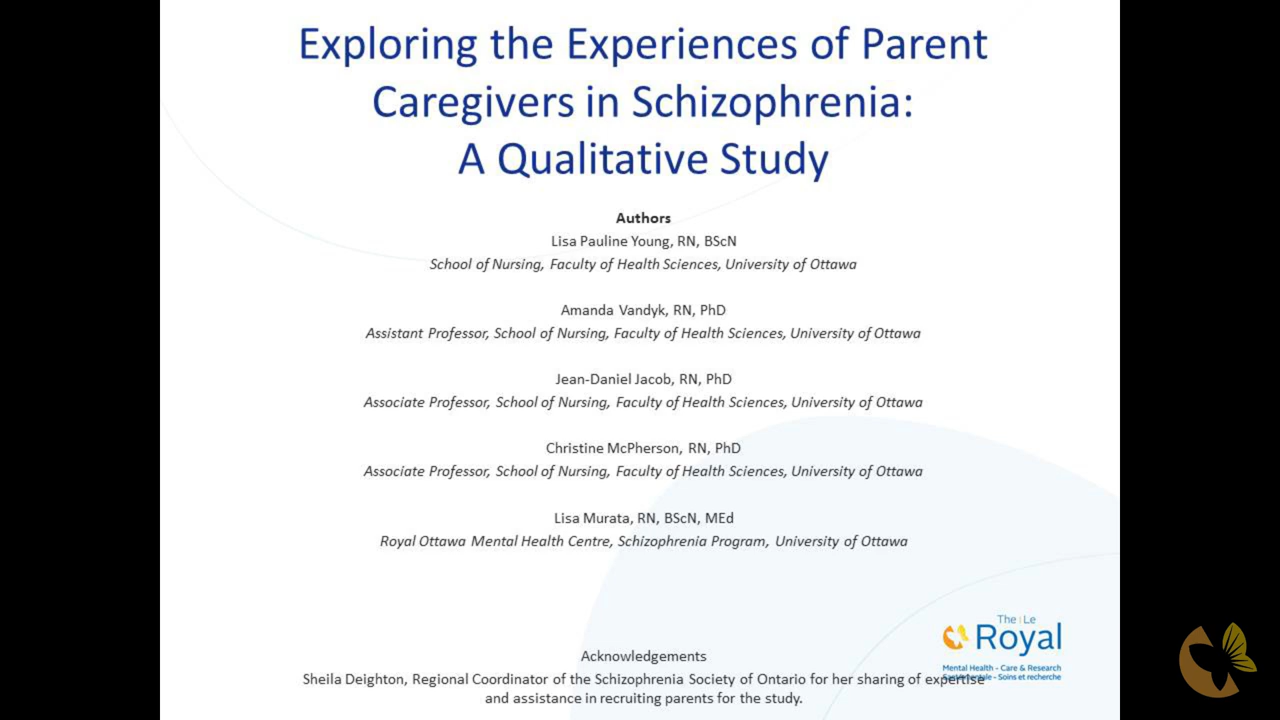 Exploring the Experiences of Parent
Caregivers in Schizophrenia:
A Qualitative Study
Authors
Lisa Pauline Young, RN, BScN
School of Nursing, Faculty of Health Sciences, University of Ottawa
Amanda Vandyk, RN, PhD
Assistant Professor, School of Nursing, Faculty of Health Sciences, University of Ottawa
Jean-Daniel Jacob, RN, PhD
Associate Professor, School of Nursing, Faculty of Health Sciences, University of Ottawa
Christine McPherson, RN, PhD
Associate Professor, School of Nursing, Faculty of Health Sciences, University of Ottawa
Lisa Murata, RN, BScN, MEd
Royal Ottawa Mental Health Centre, Schizophrenia Program, University of Ottawa
The Le
Royal
Mental Health - Care & Research
Santé mentale - Soins et recherche
Acknowledgements
Sheila Deighton, Regional Coordinator of the Schizophrenia Society of Ontario for her sharing of expertise
and assistance in recruiting parents for the study.